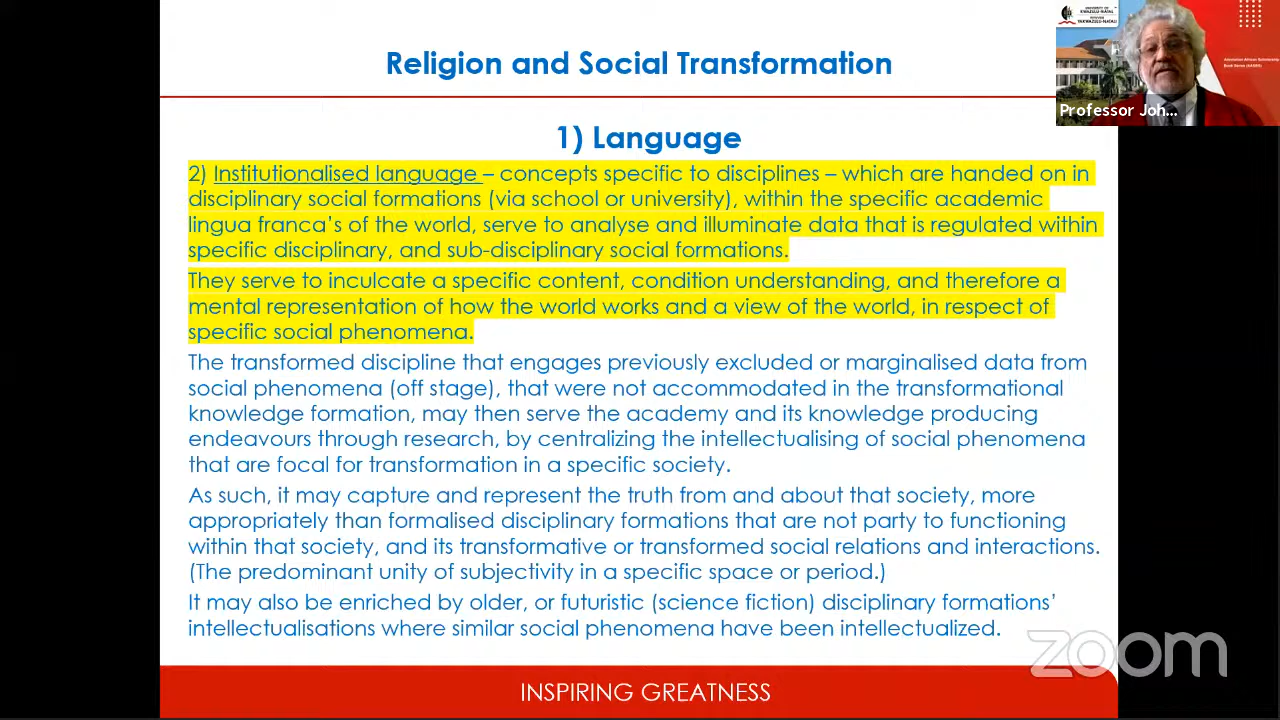 Religion and Social Transformation
UNIVERSITY OF
KWAZULU-NATAL
INYUVESI
YAKWAZULU-NATALI
Professor Joh...
1) Language
2) Institutionalised language – concepts specific to disciplines – which are handed on in
disciplinary social formations (via school or university), within the specific academic
lingua franca's of the world, serve to analyse and illuminate data that is regulated within
specific disciplinary, and sub-disciplinary social formations.
They serve to inculcate a specific content, condition understanding, and therefore a
mental representation of how the world works and a view of the world, in respect of
specific social phenomena.
The transformed discipline that engages previously excluded or marginalised data from
social phenomena (off stage), that were not accommodated in the transformational
knowledge formation, may then serve the academy and its knowledge producing
endeavours through research, by centralizing the intellectualising of social phenomena
that are focal for transformation in a specific society.
As such, it may capture and represent the truth from and about that society, more
appropriately than formalised disciplinary formations that are not party to functioning
within that society, and its transformative or transformed social relations and interactions.
(The predominant unity of subjectivity in a specific space or period.)
It may also be enriched by older, or futuristic (science fiction) disciplinary formations'
intellectualisations where similar social phenomena have been intellectualized.
zoom
INSPIRING GREATNESS